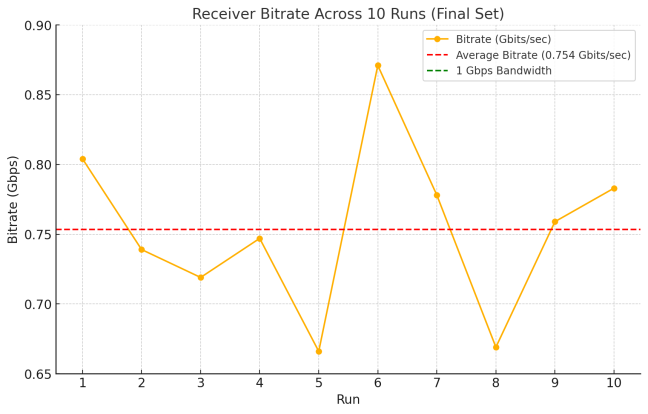 Receiver Bitrate Across 10 Runs (Final Set)
Bitrate (Gbits/sec)
Average Bitrate (0.754 Gbits/sec)
1 Gbps Bandwidth
Bitrate (Gbps)
0.90
0.85
0.80
0.75
0.70
0.65
1 2 3 4 5 6 7 8 9 10
Run